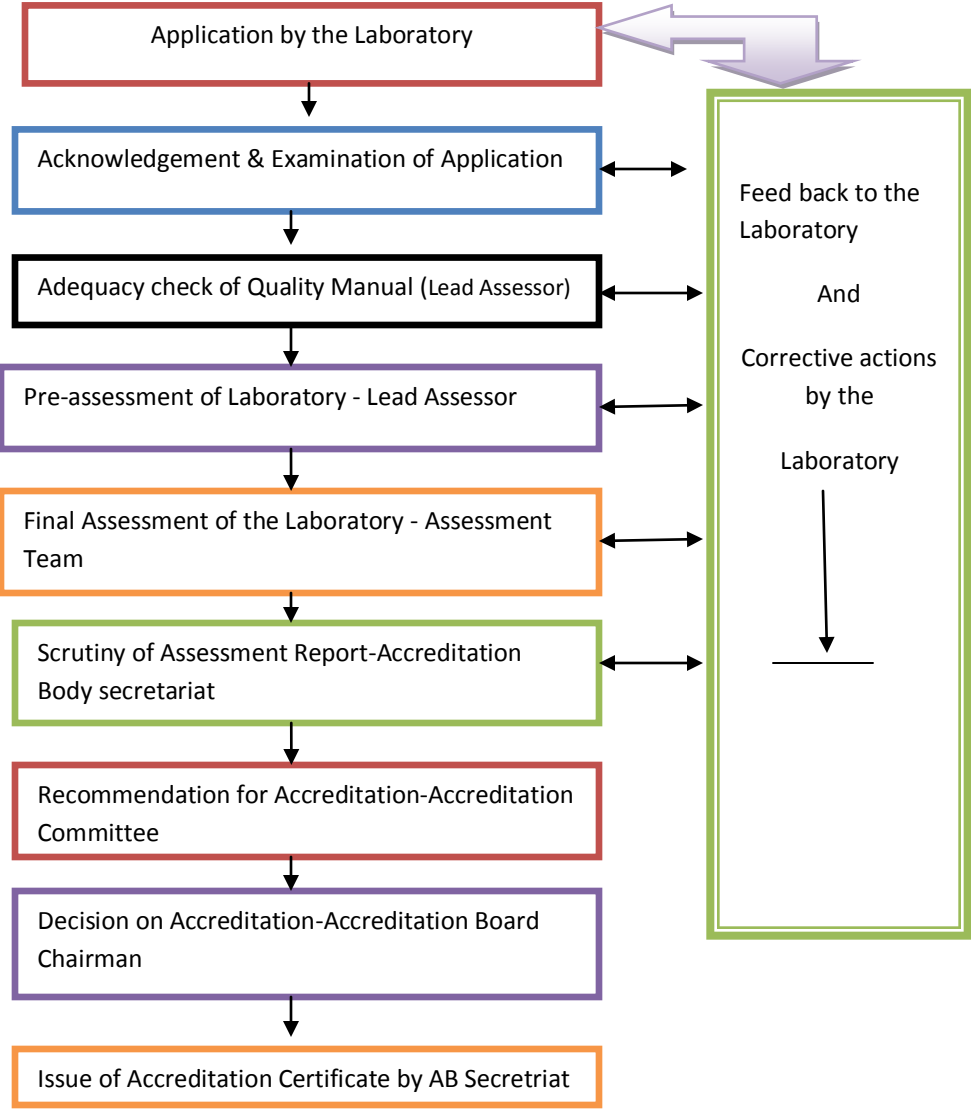 Application by the Laboratory
Acknowledgement & Examination of Application
Adequacy check of Quality Manual (Lead Assessor)
Pre-assessment of Laboratory - Lead Assessor
Final Assessment of the Laboratory - Assessment
Team
Scrutiny of Assessment Report-Accreditation
Body secretariat
Recommendation for Accreditation-Accreditation
Committee
Decision on Accreditation-Accreditation Board
Chairman
Issue of Accreditation Certificate by AB Secretriat
Feed back to the
Laboratory
And
Corrective actions
by the
Laboratory